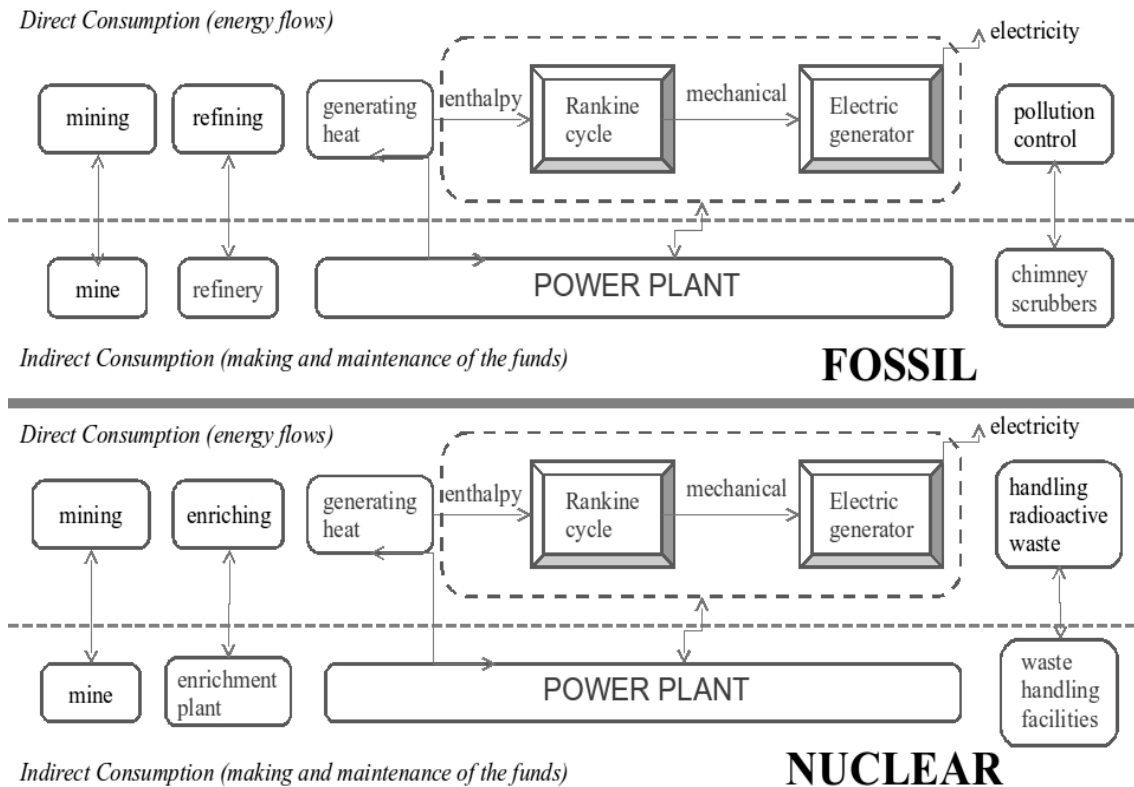 Direct Consumption (energy flows)
electricity
mining
refining
generating
heat
enthalpy
Rankine
cycle
mechanical
Electric
generator
pollution
control
mine
refinery
POWER PLANT
chimney
scrubbers
Indirect Consumption (making and maintenance of the funds)
FOSSIL
Direct Consumption (energy flows)
electricity
mining
enriching
generating
heat
enthalpy
Rankine
cycle
mechanical
Electric
generator
handling
radioactive
waste
mine
enrichment
plant
POWER PLANT
waste
handling
facilities
Indirect Consumption (making and maintenance of the funds)
NUCLEAR